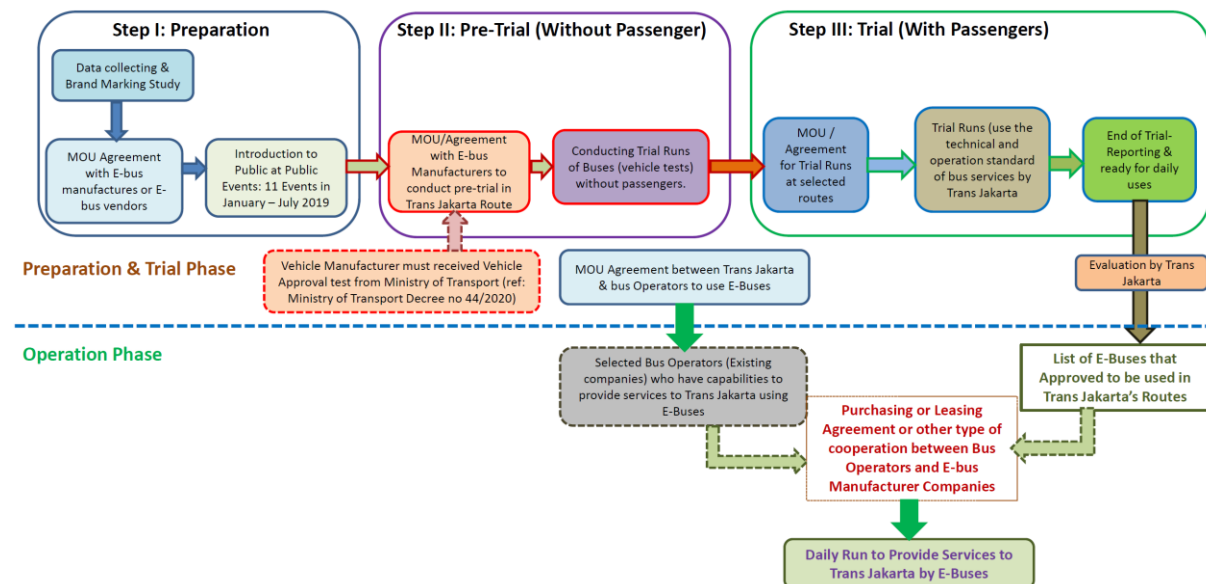 Step I: Preparation
Data collecting &
Brand Marking Study
MOU Agreement
with E-bus
manufactures or E-
bus vendors
Introduction to
Public at Public
Events: 11 Events in
January – July 2019
Step II: Pre-Trial (Without Passenger)
MOU/Agreement
with E-bus
Manufacturers to
conduct pre-trial in
Trans Jakarta Route
Conducting Trial Runs
of Buses (vehicle tests)
without passengers.
Step III: Trial (With Passengers)
MOU /
Agreement
for Trial Runs
at selected
routes
Trial Runs (use the
technical and
operation standard
of bus services by
Trans Jakarta
End of Trial-
Reporting &
ready for daily
uses
Preparation & Trial Phase
Vehicle Manufacturer must received Vehicle
Approval test from Ministry of Transport (ref:
Ministry of Transport Decree no 44/2020)
MOU Agreement between Trans Jakarta
& bus Operators to use E-Buses
Evaluation by Trans
Jakarta
Operation Phase
Selected Bus Operators (Existing
companies) who have capabilities to
provide services to Trans Jakarta using
E-Buses
List of E-Buses that
Approved to be used in
Trans Jakarta's Routes
Purchasing or Leasing
Agreement or other type of
cooperation between Bus
Operators and E-bus
Manufacturer Companies
Daily Run to Provide Services to
Trans Jakarta by E-Buses